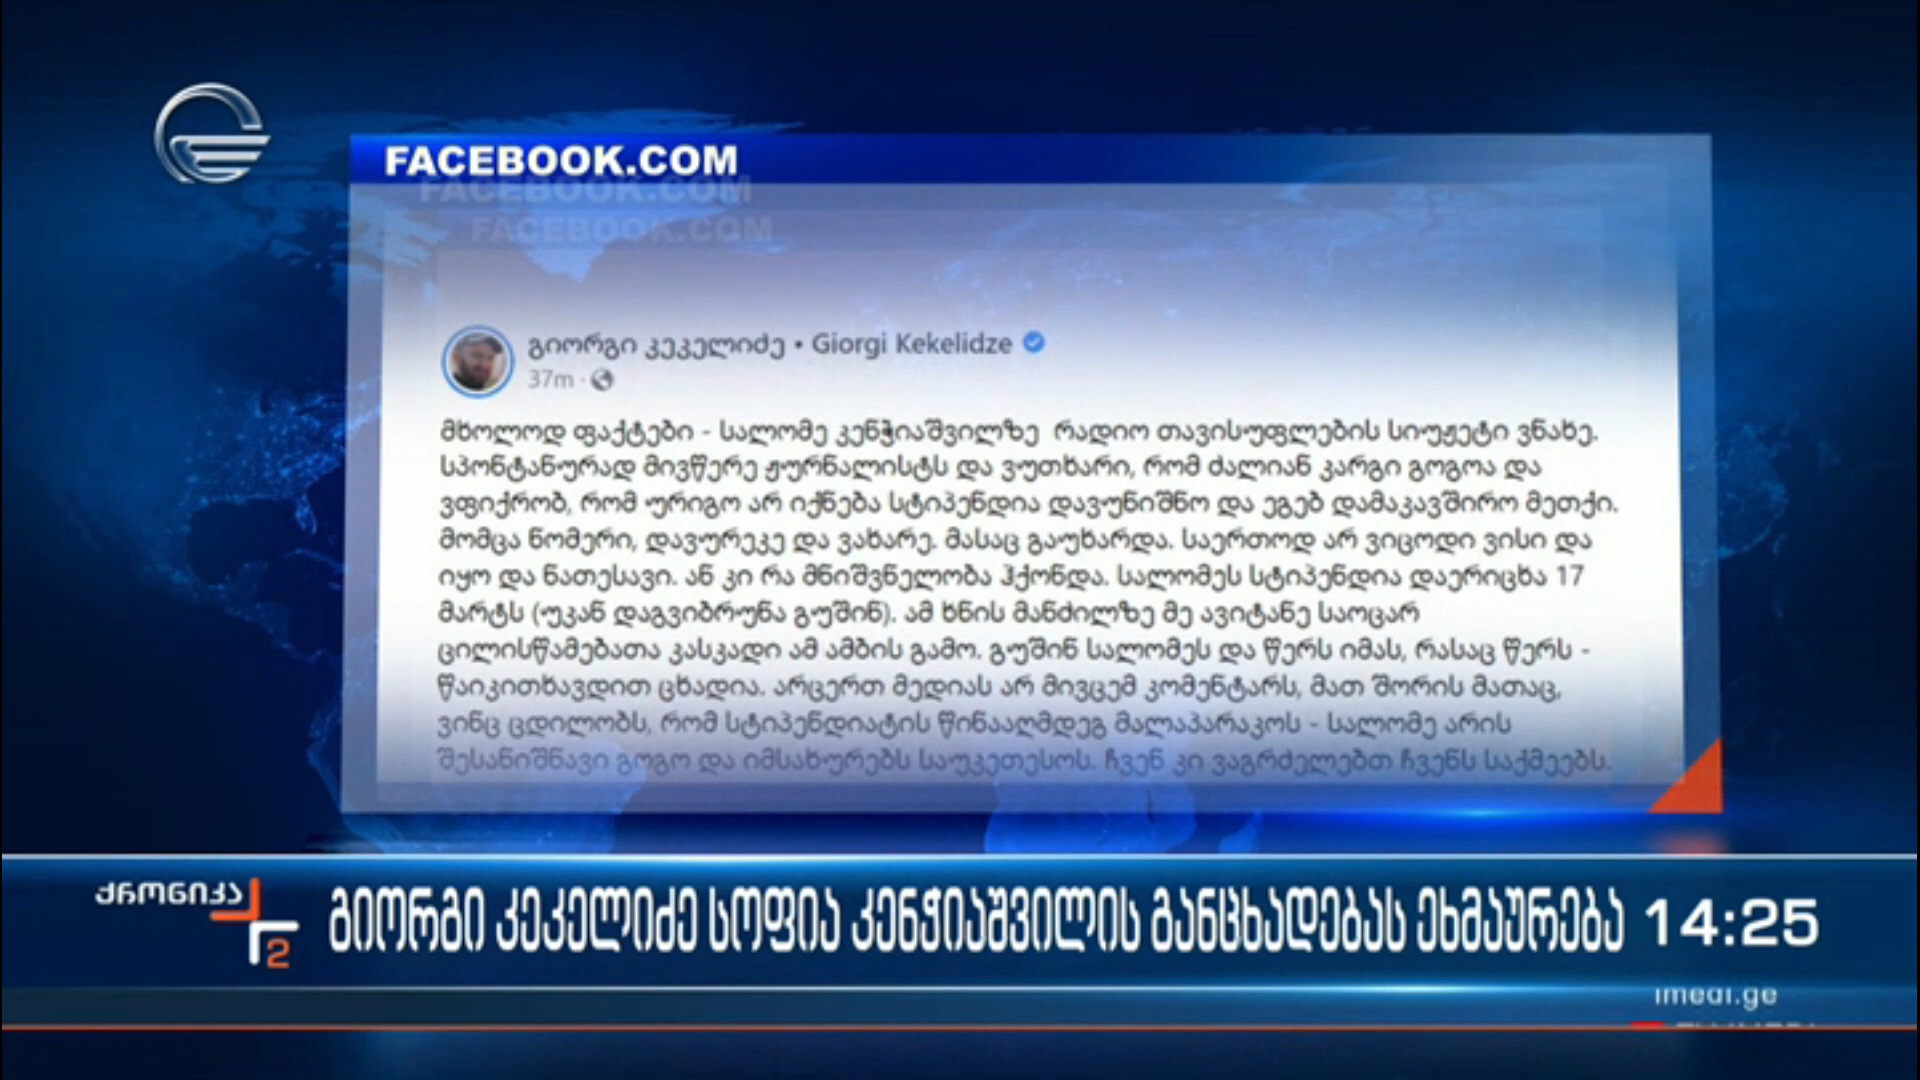 FACEBOOK.COM
FACEBOOK.COM
FACEBOOK.COM
გიორგი კეკელიძე • Giorgi Kekelidze
37m ·
მხოლოდ ფაქტები - სალომე კენჭიაშვილზე რადიო თავისუფლების სიუჟეტი ვნახე.
სპონტანურად მივწერე ჟურნალისტს და ვუთხარი, რომ ძალიან კარგი გოგოა და
ვფიქრობ, რომ ურიგო არ იქნება სტიპენდია დავუნიშნო და ეგებ დამაკავშირო მეთქი.
მომცა ნომერი, დავურეკე და ვახარე. მასაც გაუხარდა. საერთოდ არ ვიცოდი ვისი და
იყო და ნათესავი. ან კი რა მნიშვნელობა ჰქონდა. სალომეს სტიპენდია დაერიცხა 17
მარტს (უკან დაგვიბრუნა გუშინ). ამ ხნის მანძილზე მე ავიტანე საოცარ
ცილისწამებათა კასკადი ამ ამბის გამო. გუშინ სალომეს და წერს იმას, რასაც წერს -
წაიკითხავდით ცხადია. არცერთ მედიას არ მივცემ კომენტარს, მათ შორის მათაც,
ვინც ცდილობს, რომ სტიპენდიატის წინააღმდეგ მალაპარაკოს - სალომე არის
შესანიშნავი გოგო და იმსახურებს საუკეთესოს. ჩვენ კი ვაგრძელებთ ჩვენს საქმეებს.
ქრონიკა
2
გიორგი კეკელიძე სოფია კენჭიაშვილის განცხადებას ეხმაურება
14:25
imedi.ge